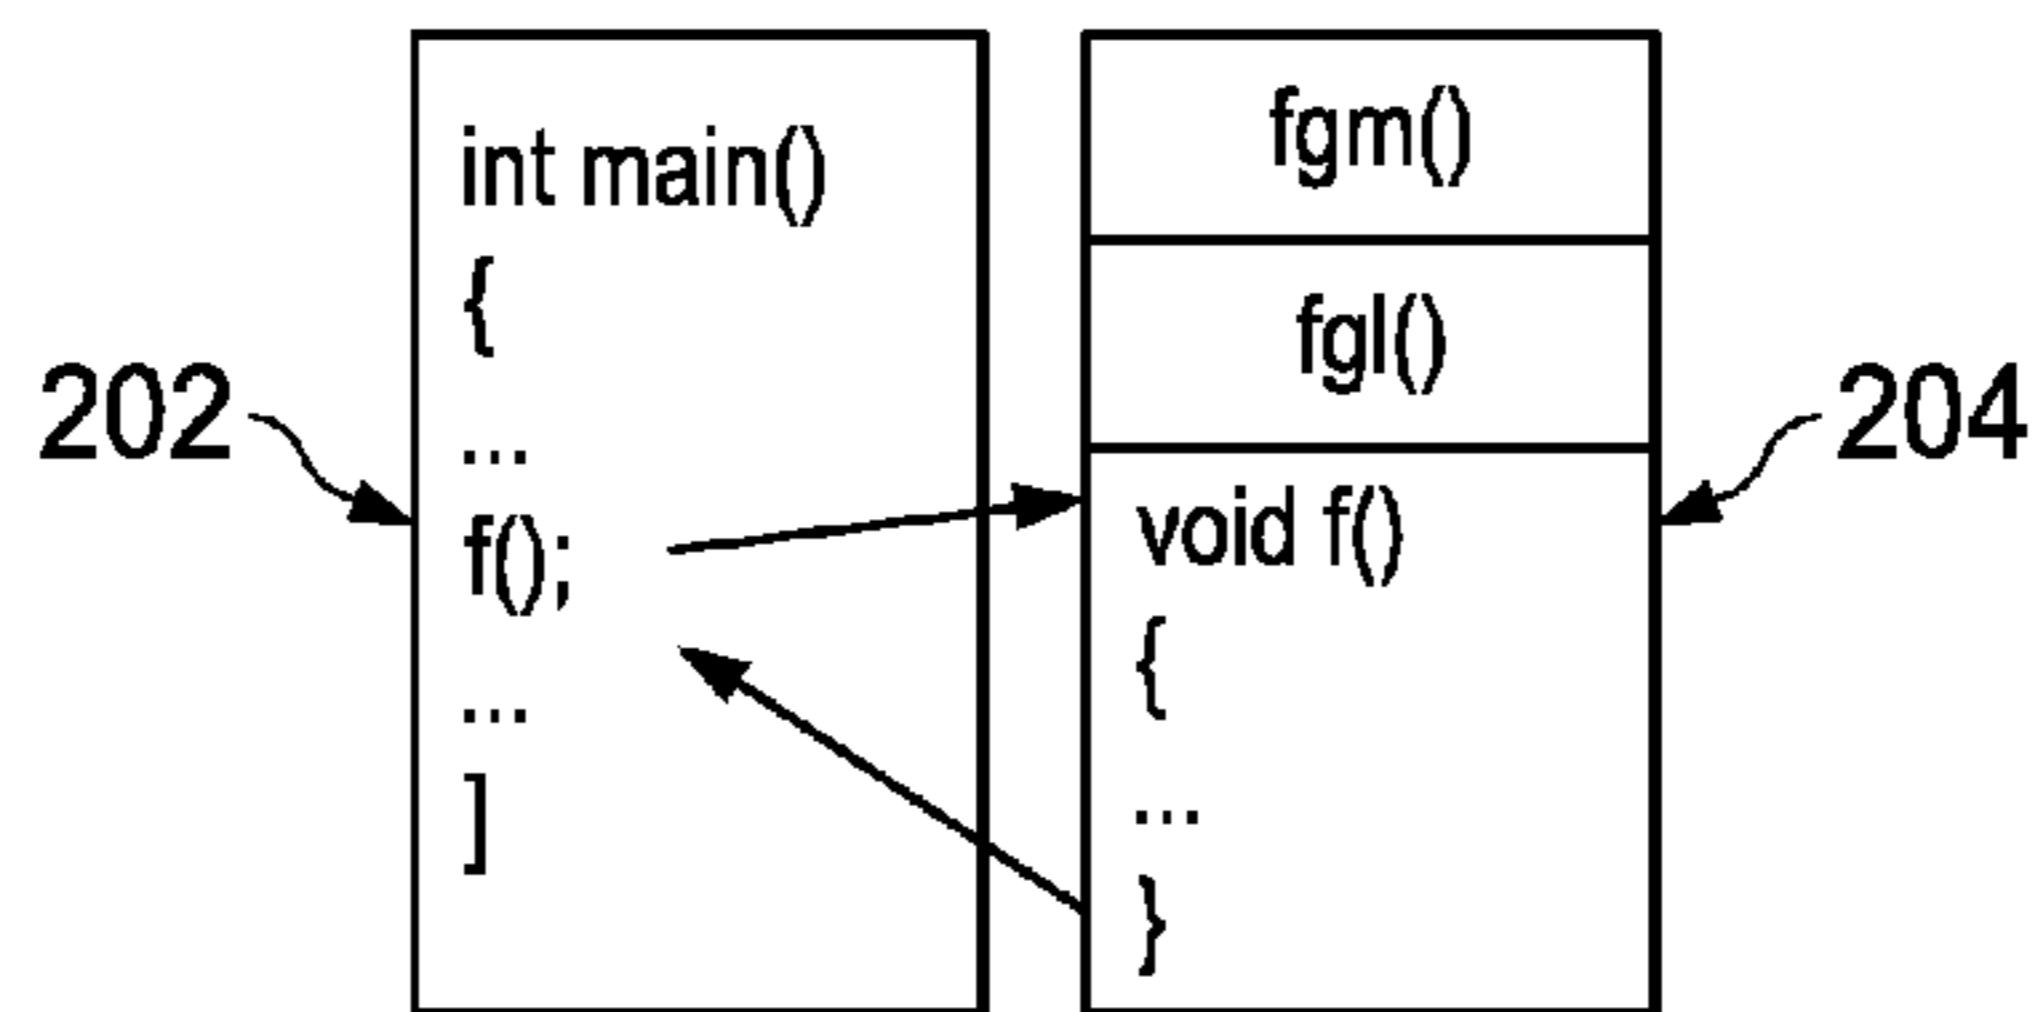 202
int main()
{
...
f();
...
]
fgm()
fgl()
void f()
{
...
}
204